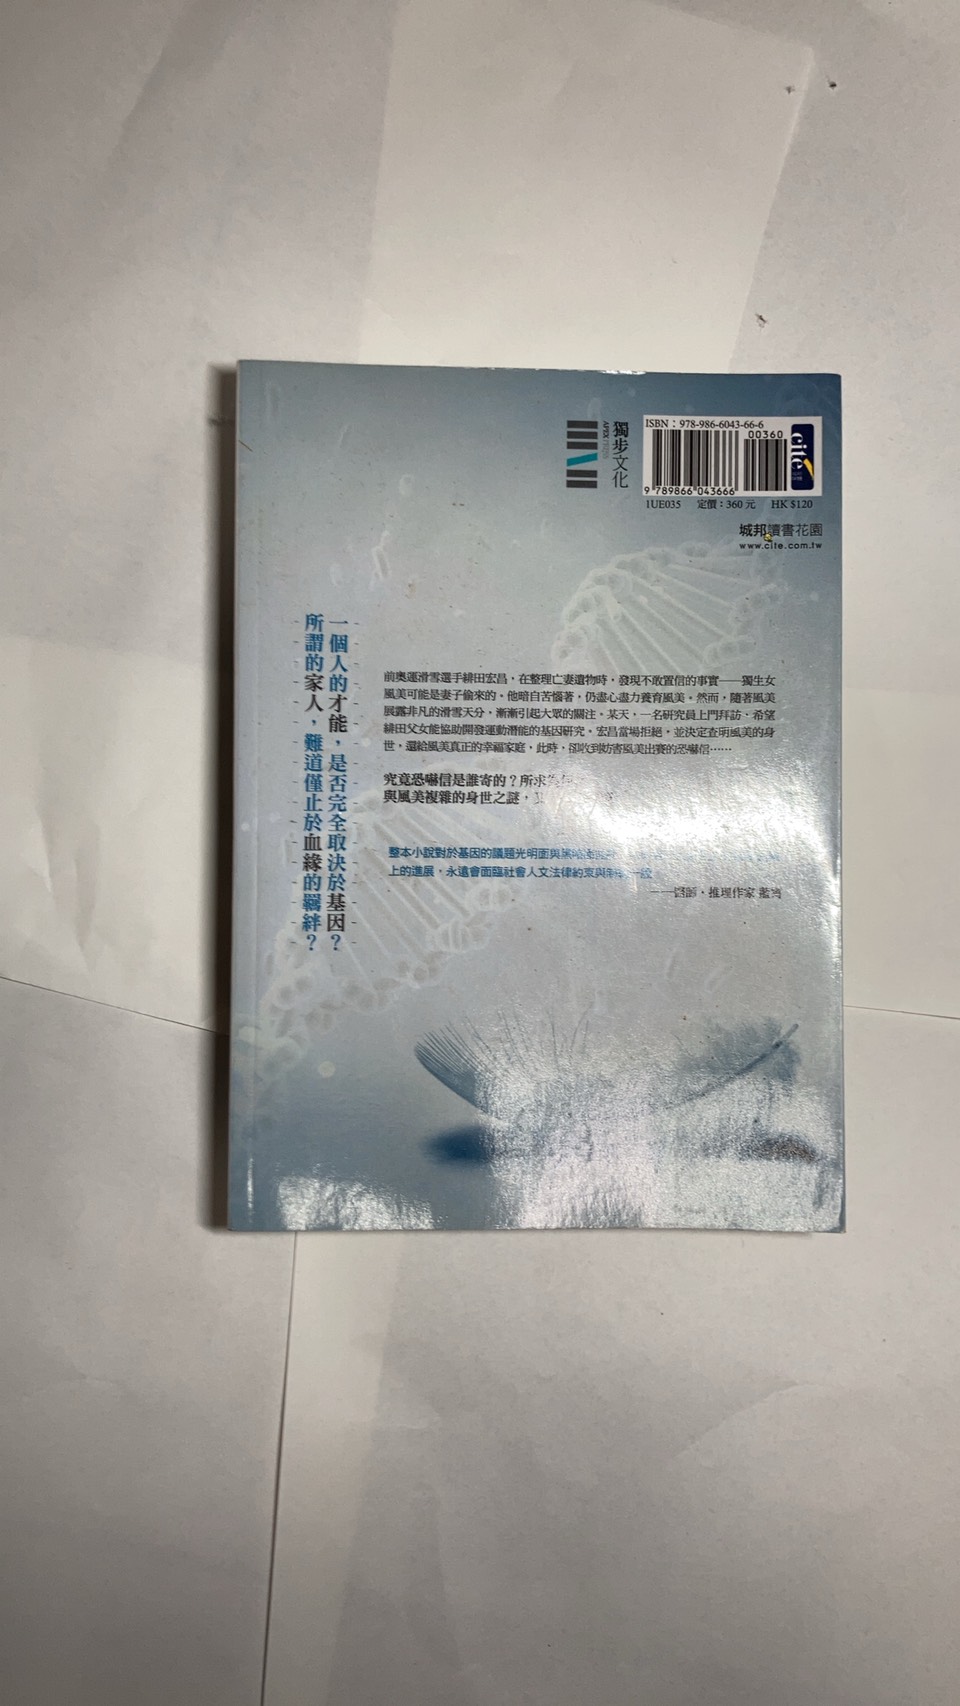 獨步文化
APEX PRESS
ISBN：978-986-6043-66-6
00360
9 789866 043666
cite
1UE035 定價：360 元 HK $120
城邦讀書花園
www.cite.com.tw
一個人的才能，是否完全取決於基因？
所謂的家人，難道僅止於血緣的羈絆？
前奧運滑雪選手緋田宏昌，在整理亡妻遺物時，發現不敢置信的事實——獨生女
風美可能是妻子偷來的。他暗自苦惱著，仍盡心盡力養育風美。然而，隨著風美
展露非凡的滑雪天分，漸漸引起大眾的關注。某天，一名研究員上門拜訪，希望
緋田父女能協助開發運動潛能的基因研究。宏昌當場拒絕，並決定查明風美的身
世，還給風美真正的幸福家庭，此時，卻收到妨害風美出賽的恐嚇信……
究竟恐嚇信是誰寄的？所求為
與風美複雜的身世之謎，
整本小說對於基因的議題光明面與黑暗面
上的進展，永遠會面臨社會人文法律約束與
——醫師‧推理作家 藍霄